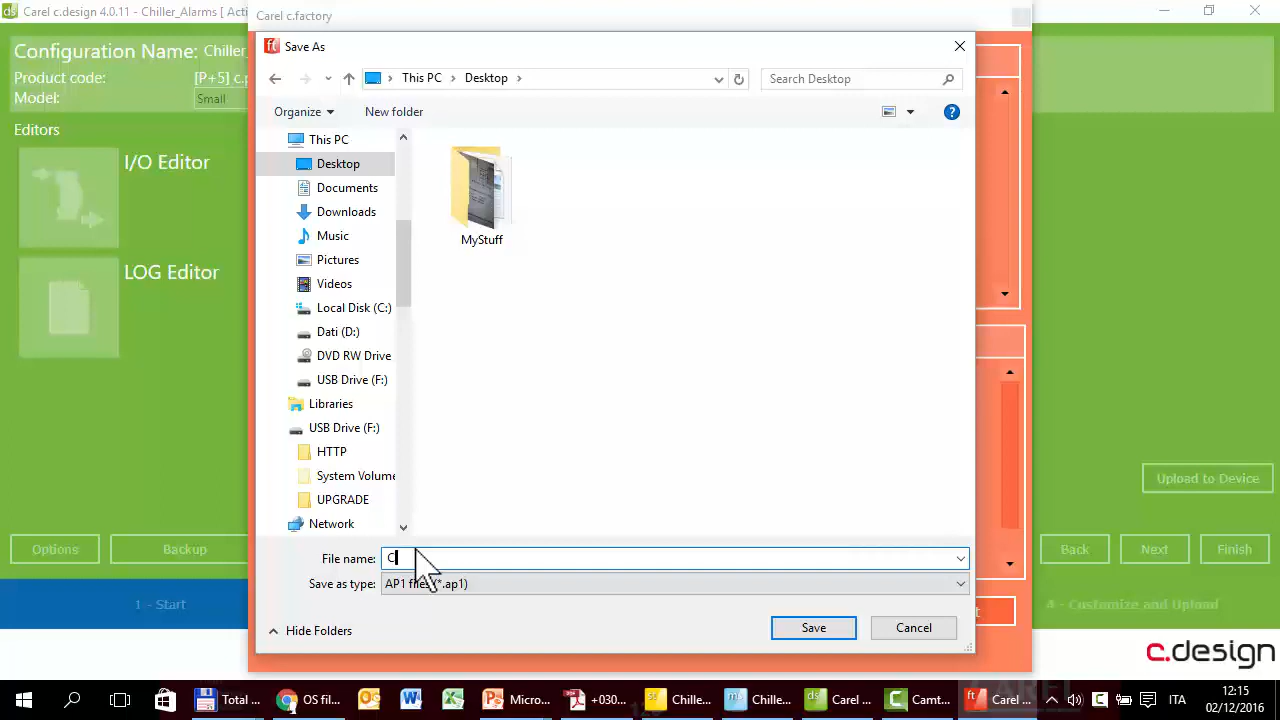 Carel c.design 4.0.11 - Chiller_Alarms [ Acti
Carel c.factory
Configuration Name: Chiller_
Product code: [P+5] c.p
Model: Small
Editors
I/O Editor
LOG Editor
Save As
This PC
Desktop
Search Desktop
Organize
New folder
This PC
Desktop
Documents
Downloads
Music
Pictures
Videos
Local Disk (C:)
Dati (D:)
DVD RW Drive
USB Drive (F:)
Libraries
USB Drive (F:)
HTTP
System Volume
UPGRADE
Network
MyStuff
File name: C
Save as type: AP1 files (*.ap1)
Hide Folders
Save
Cancel
Upload to Device
Options
Backup
Back
Next
Finish
1 - Start
4 - Customize and Upload
c.design
Total ...
OS fil...
Micro...
+030...
Chille...
Chille...
Carel ...
Camt...
Carel ...
ITA
12:15
02/12/2016